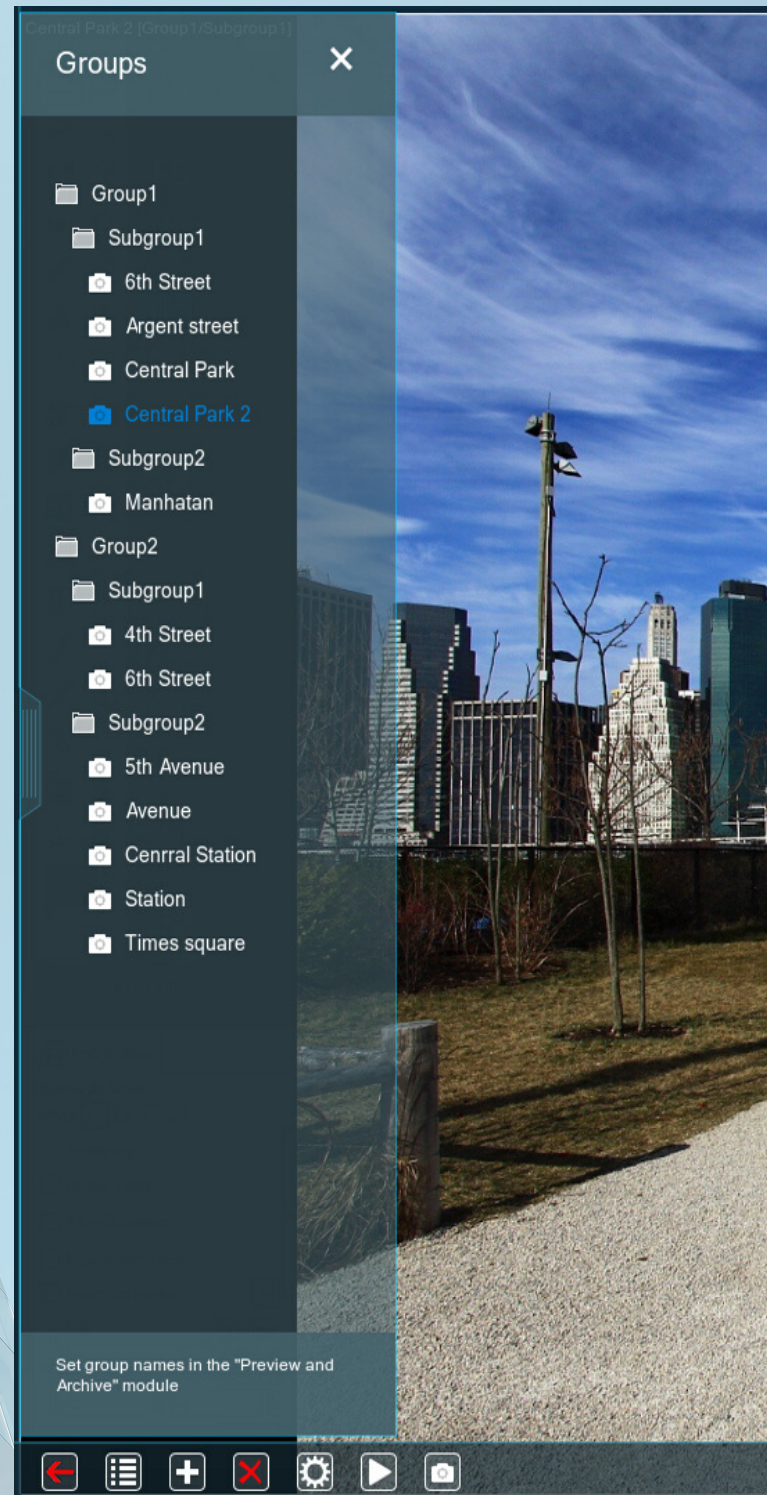 Central Park 2 [Group1/Subgroup1]
Groups
Group1
Subgroup1
6th Street
Argent street
Central Park
Central Park 2
Subgroup2
Manhatan
Group2
Subgroup1
4th Street
6th Street
Subgroup2
5th Avenue
Avenue
Cenrral Station
Station
Times square
Set group names in the "Preview and
Archive" module